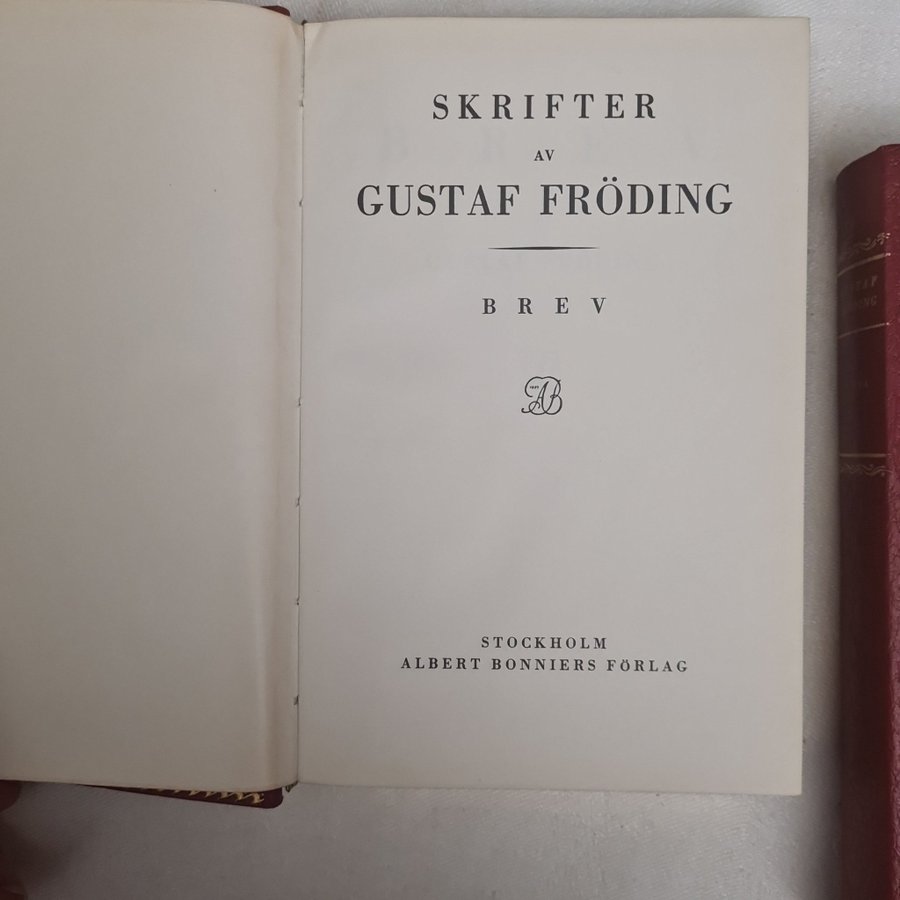 SKRIFTER
AV
GUSTAF FRÖDING
BREV
AB
STOCKHOLM
ALBERT BONNIERS FÖRLAG